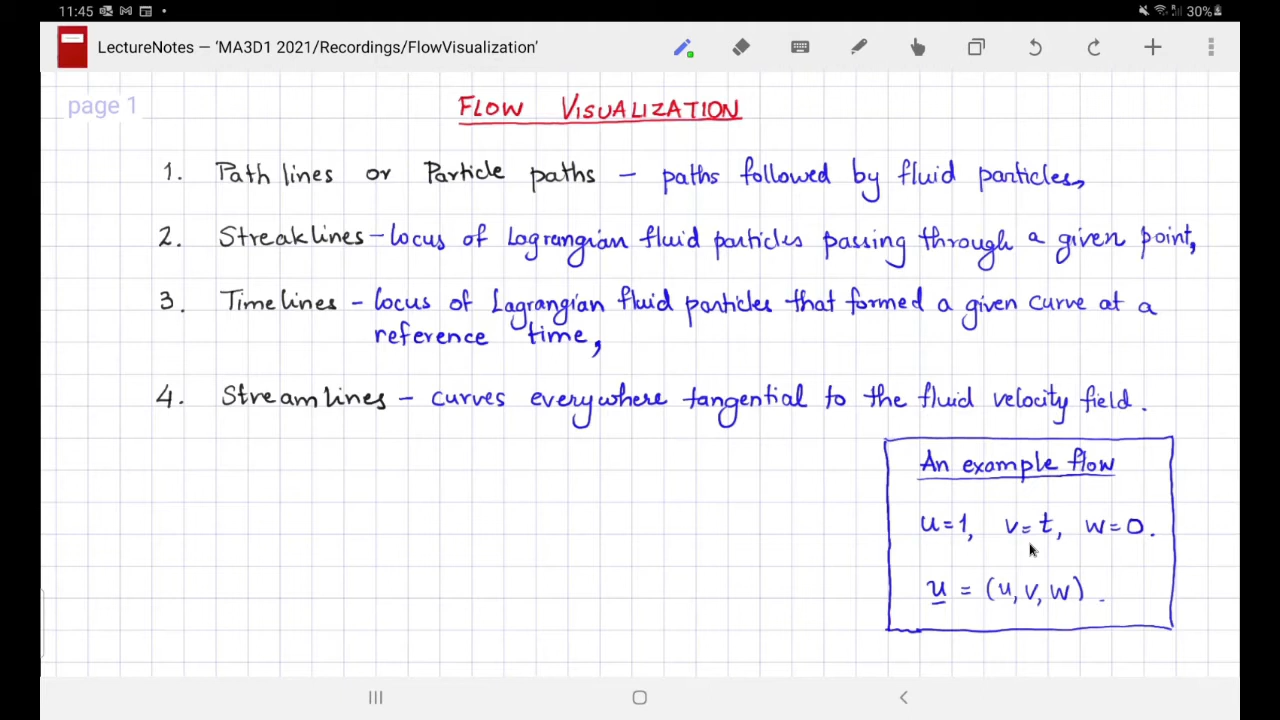 11:45
30%
LectureNotes — ‘MA3D1 2021/Recordings/FlowVisualization’
page 1
FLOW VISUALIZATION
1. Path lines or Particle paths – paths followed by fluid particles,
2. Streaklines – locus of Lagrangian fluid particles passing through a given point,
3. Timelines – locus of Lagrangian fluid particles that formed a given curve at a
reference time,
4. Streamlines – curves everywhere tangential to the fluid velocity field.
An example flow
u=1, v=t, w=0.
u = (u, v, w).